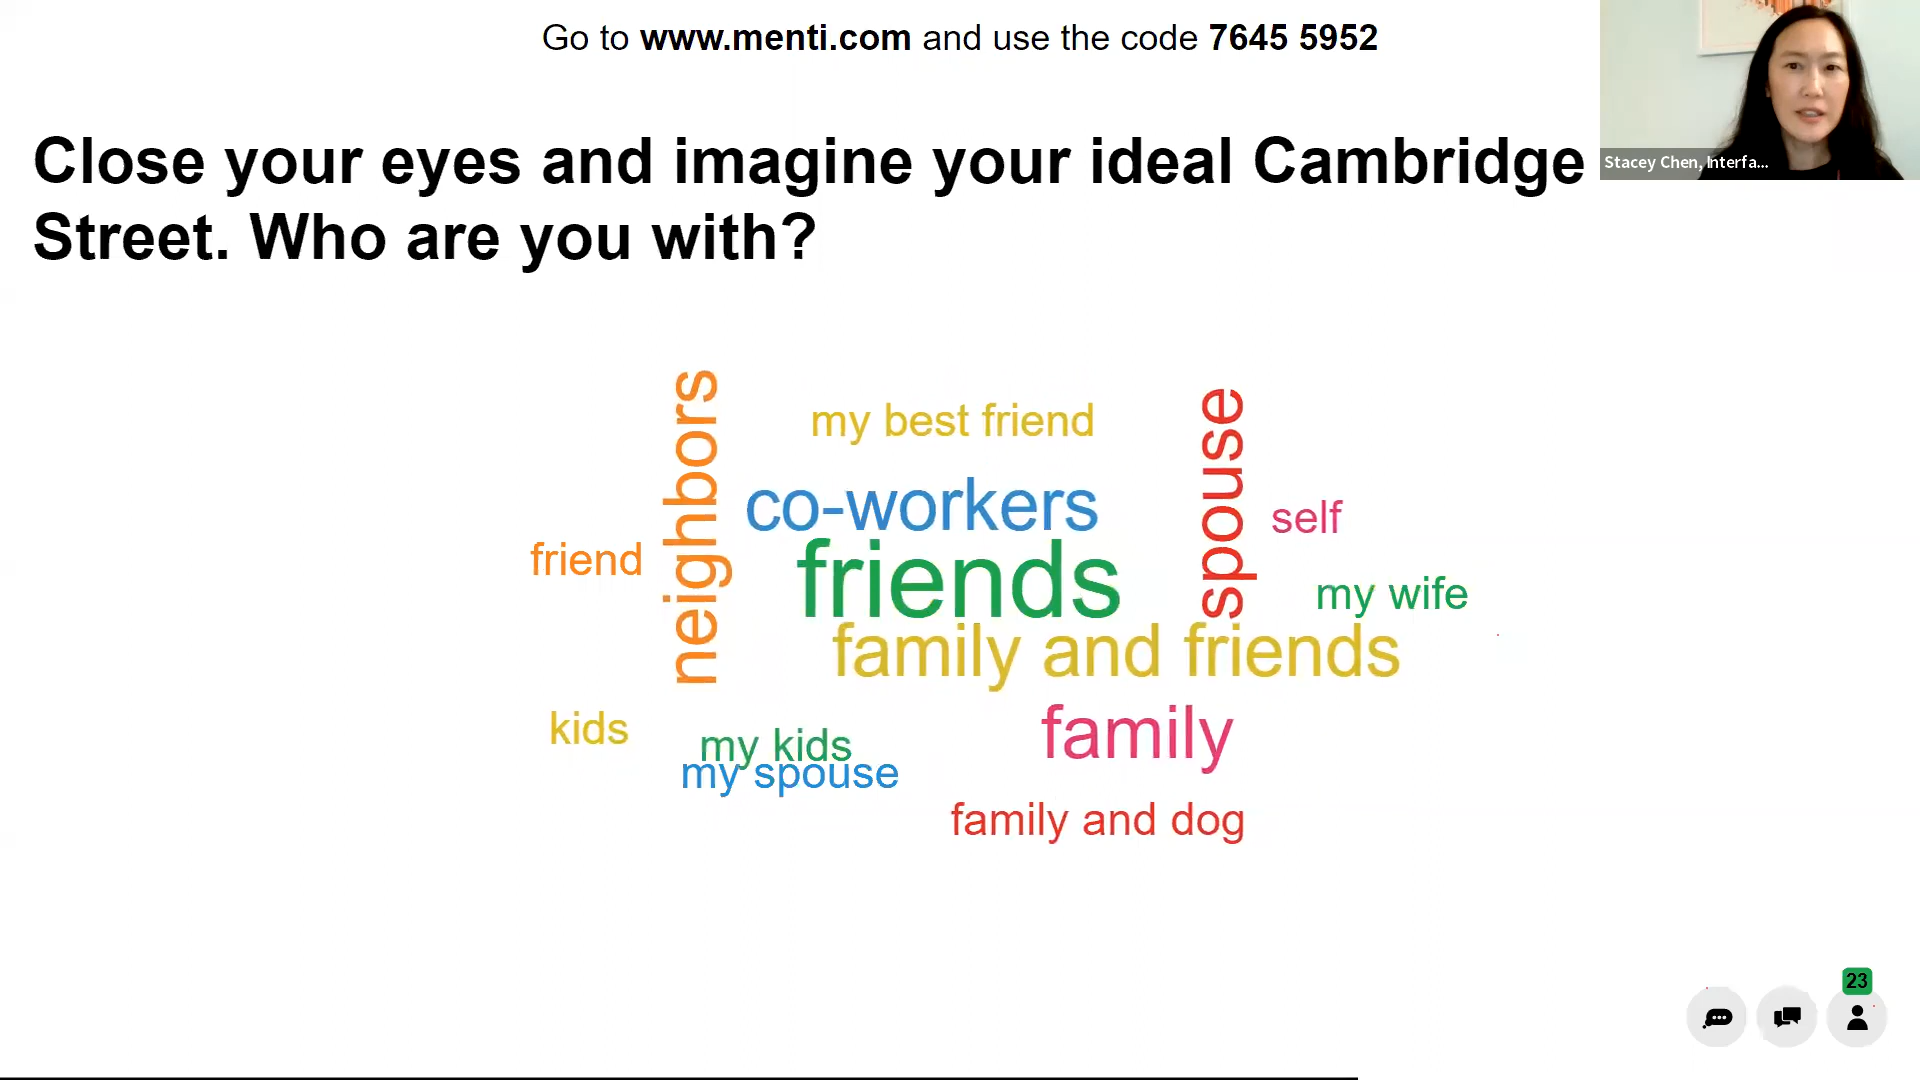 Go to www.menti.com and use the code 7645 5952
Close your eyes and imagine your ideal Cambridge
Street. Who are you with?
Stacey Chen, Interfa...
neighbors
my best friend
spouse
co-workers
self
friend
friends
my wife
family and friends
kids
my kids
family
my spouse
family and dog
23